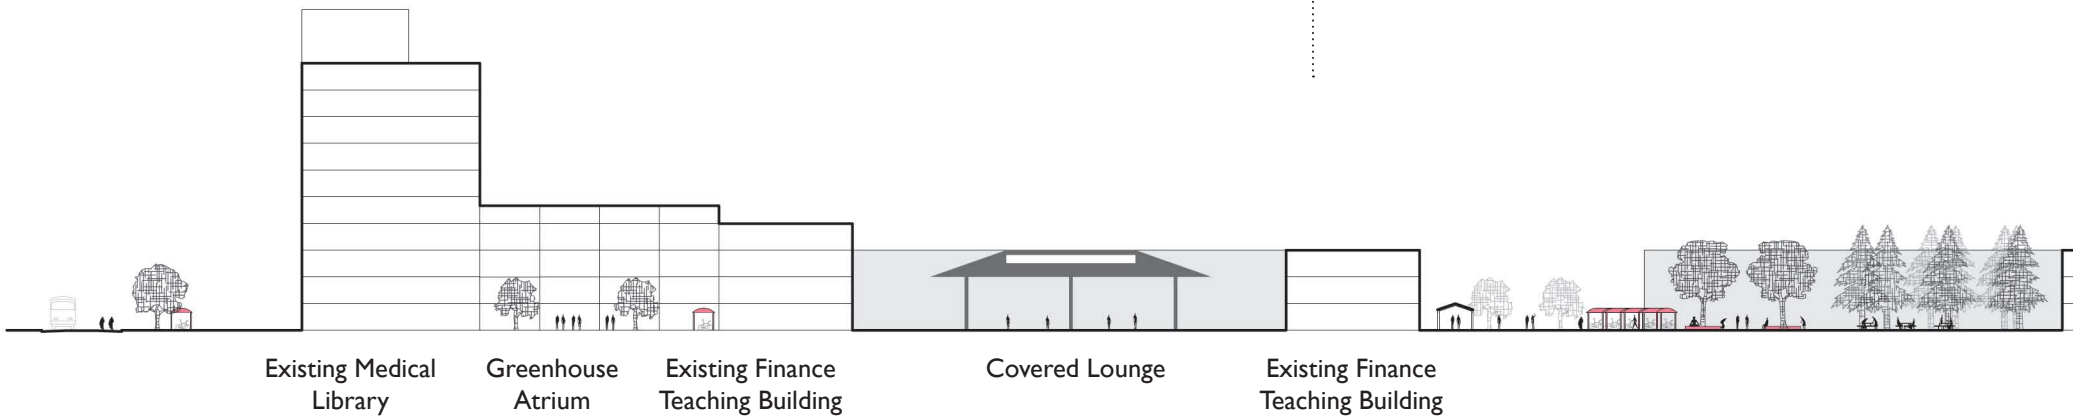 Existing Medical
Library
Greenhouse
Atrium
Existing Finance
Teaching Building
Covered Lounge
Existing Finance
Teaching Building